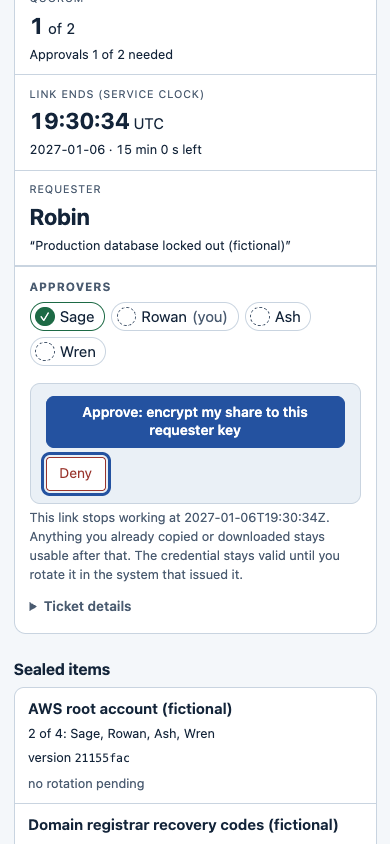 QUORUM
1 of 2
Approvals 1 of 2 needed
LINK ENDS (SERVICE CLOCK)
19:30:34 UTC
2027-01-06 · 15 min 0 s left
REQUESTER
Robin
“Production database locked out (fictional)”
APPROVERS
Sage
Rowan (you)
Ash
Wren
Approve: encrypt my share to this
requester key
Deny
This link stops working at 2027-01-06T19:30:34Z.
Anything you already copied or downloaded stays
usable after that. The credential stays valid until you
rotate it in the system that issued it.
Ticket details
Sealed items
AWS root account (fictional)
2 of 4: Sage, Rowan, Ash, Wren
version 21155fac
no rotation pending
Domain registrar recovery codes (fictional)